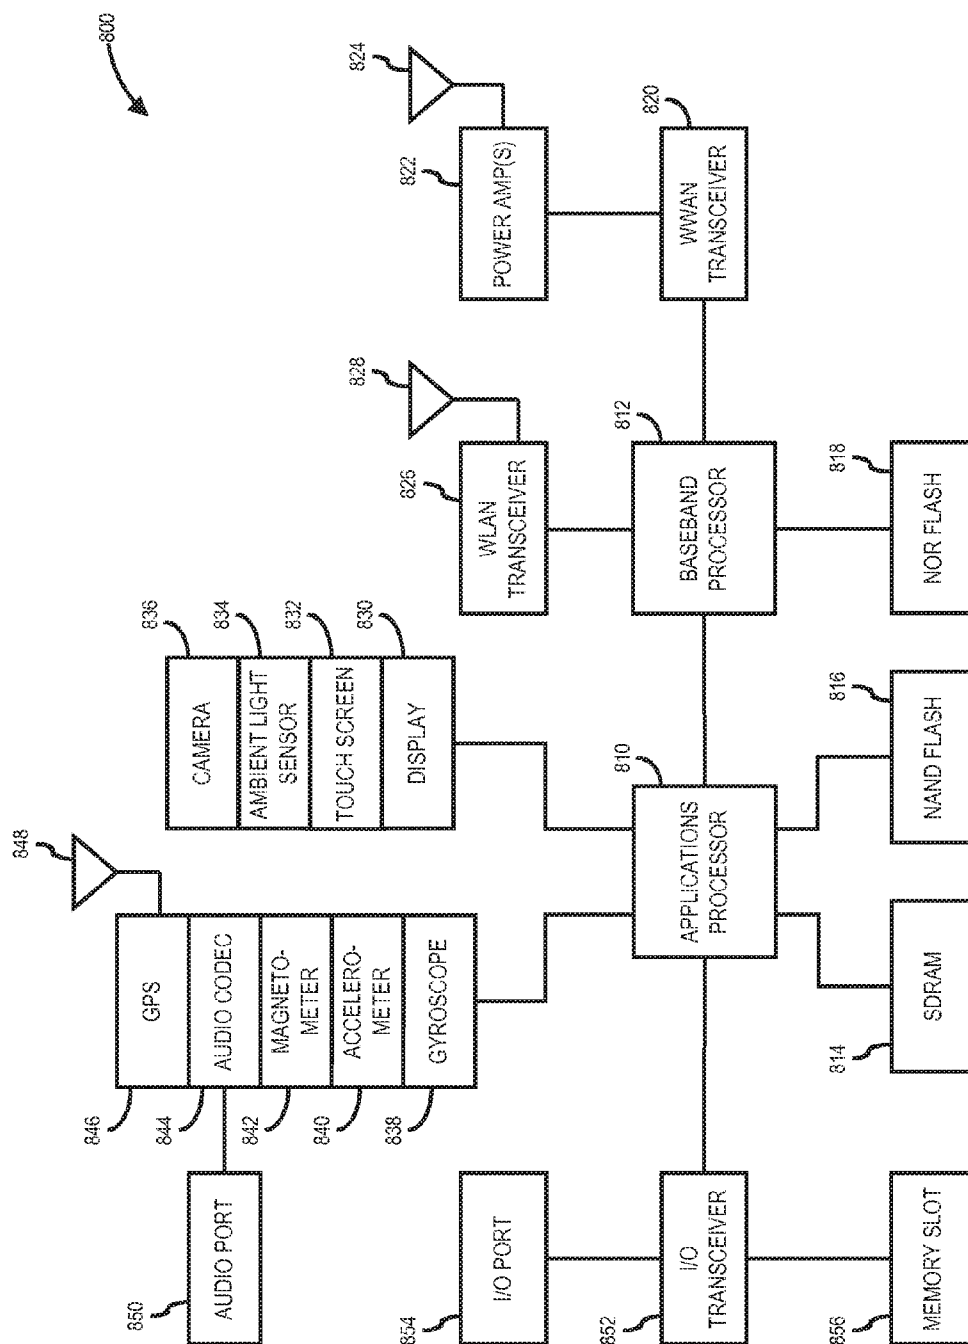 800
848
GPS
846
AUDIO CODEC
844
MAGNETO-
METER
842
ACCELERO-
METER
840
GYROSCOPE
838
AUDIO PORT
850
CAMERA
836
AMBIENT LIGHT
SENSOR
834
TOUCH SCREEN
832
DISPLAY
830
828
WLAN
TRANSCEIVER
826
824
POWER AMP(S)
822
I/O PORT
854
I/O
TRANSCEIVER
852
APPLICATIONS
PROCESSOR
810
BASEBAND
PROCESSOR
812
WWAN
TRANSCEIVER
820
MEMORY SLOT
856
SDRAM
814
NAND FLASH
816
NOR FLASH
818